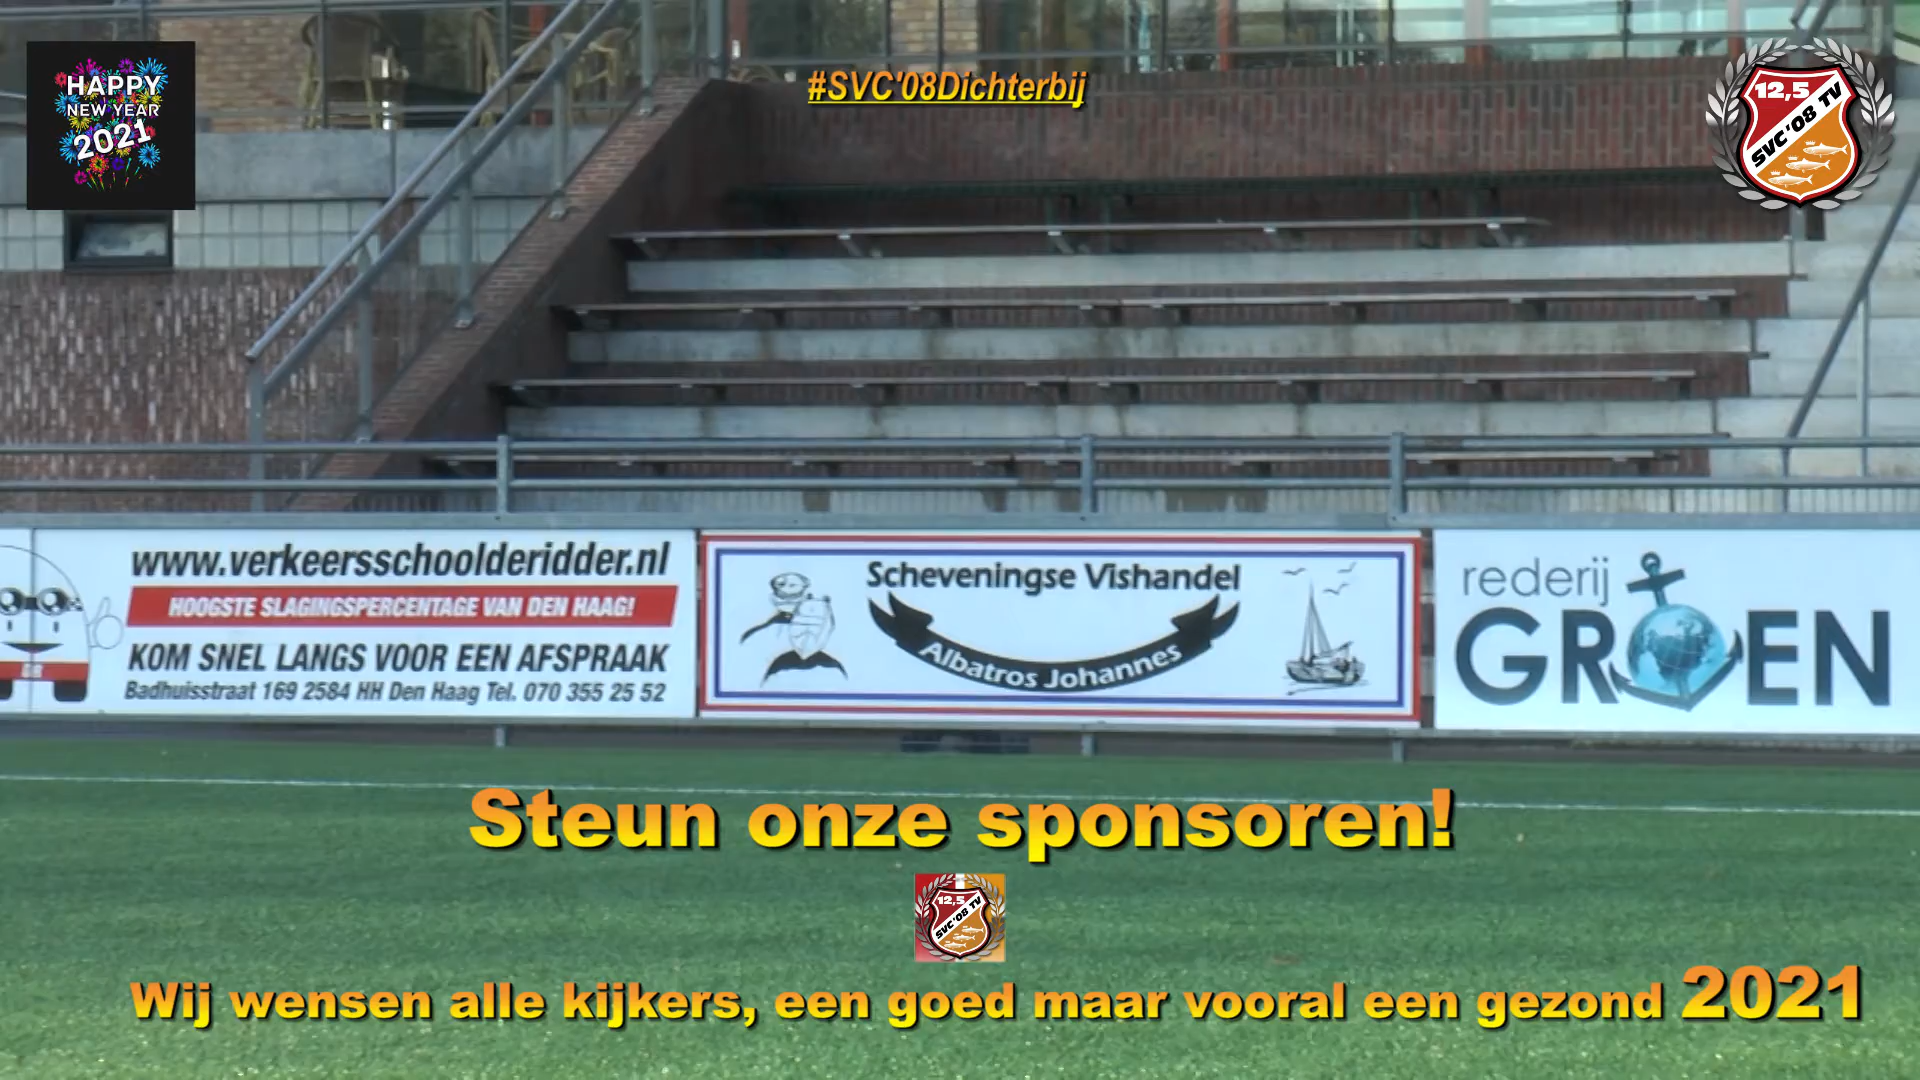 HAPPY
NEW YEAR
2021
#SVC'08Dichterbij
12,5
SVC'08 TV
www.verkeersschoolderidder.nl
HOOGSTE SLAGINGSPERCENTAGE VAN DEN HAAG!
KOM SNEL LANGS VOOR EEN AFSPRAAK
Badhuisstraat 169 2584 HH Den Haag Tel. 070 355 25 52
RR
Scheveningse Vishandel
Albatros Johannes
rederij
GROEN
Steun onze sponsoren!
12,5
SVC'08 TV
Wij wensen alle kijkers, een goed maar vooral een gezond 2021